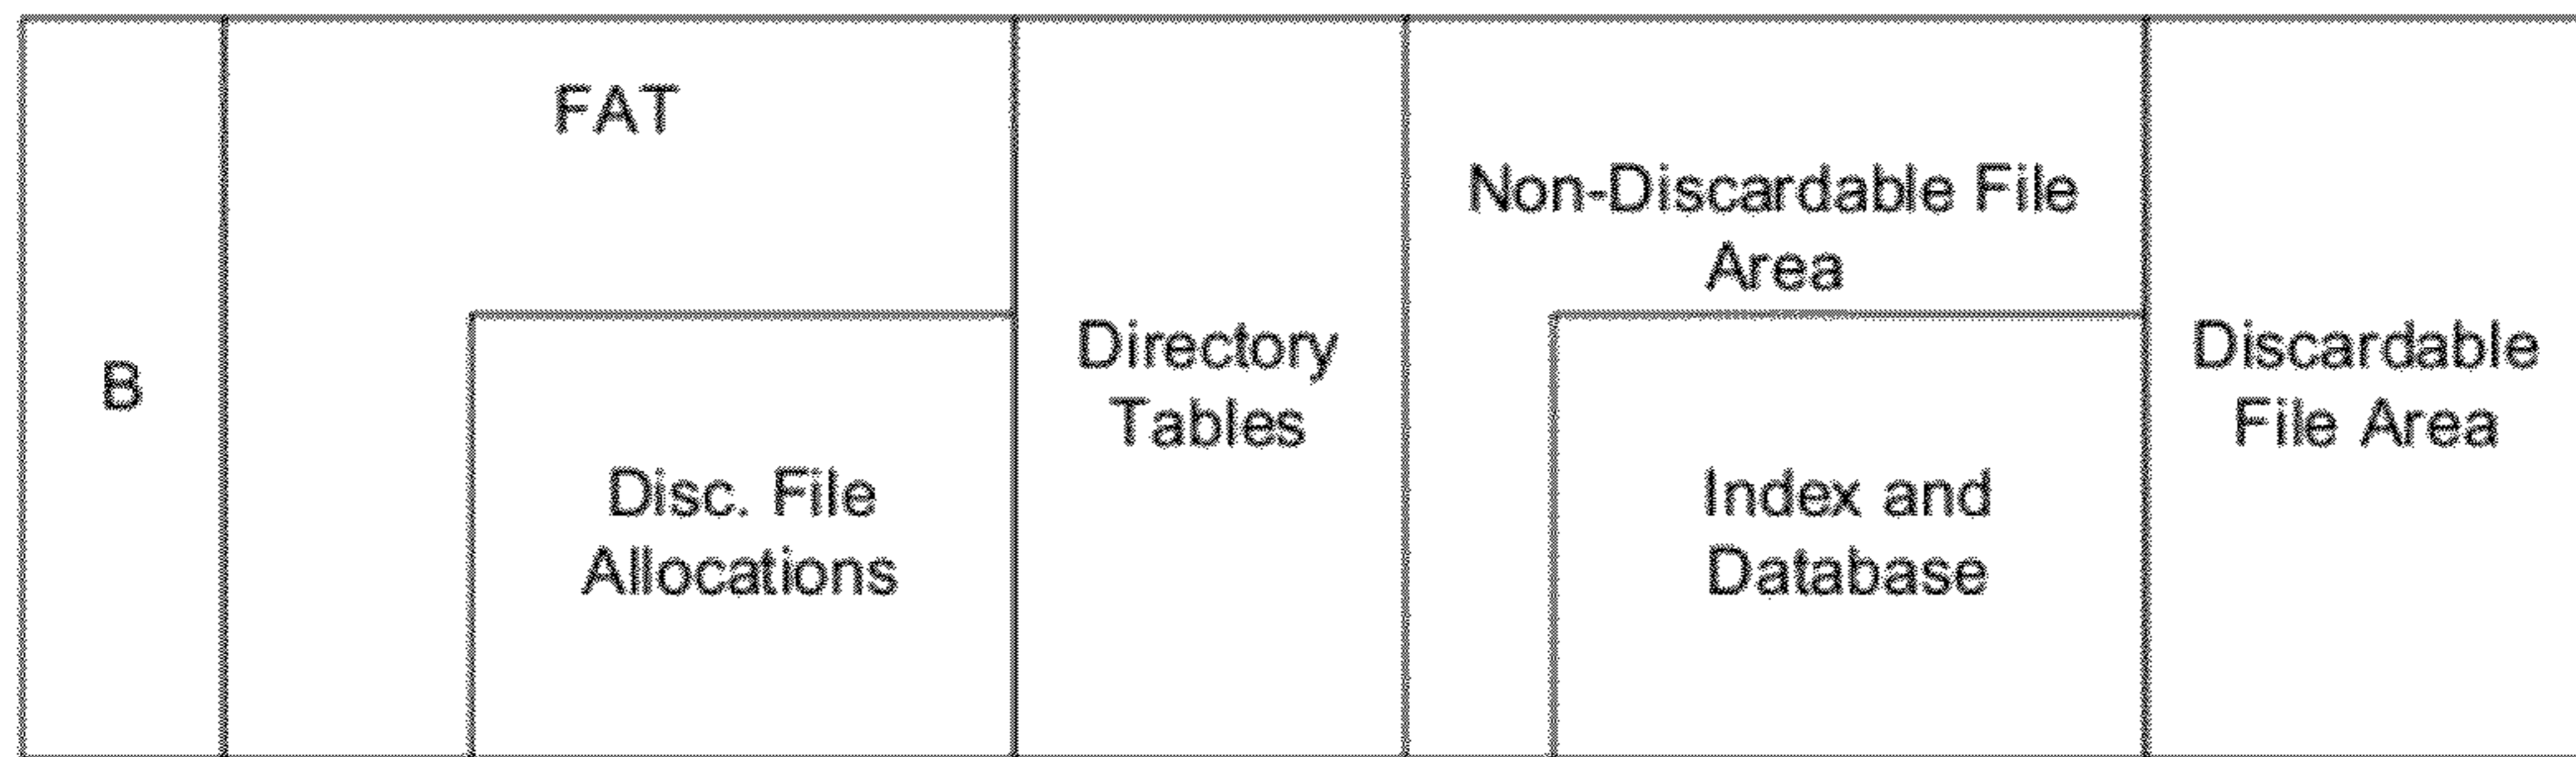 B
FAT
Disc. File
Allocations
Directory
Tables
Non-Discardable File
Area
Index and
Database
Discardable
File Area